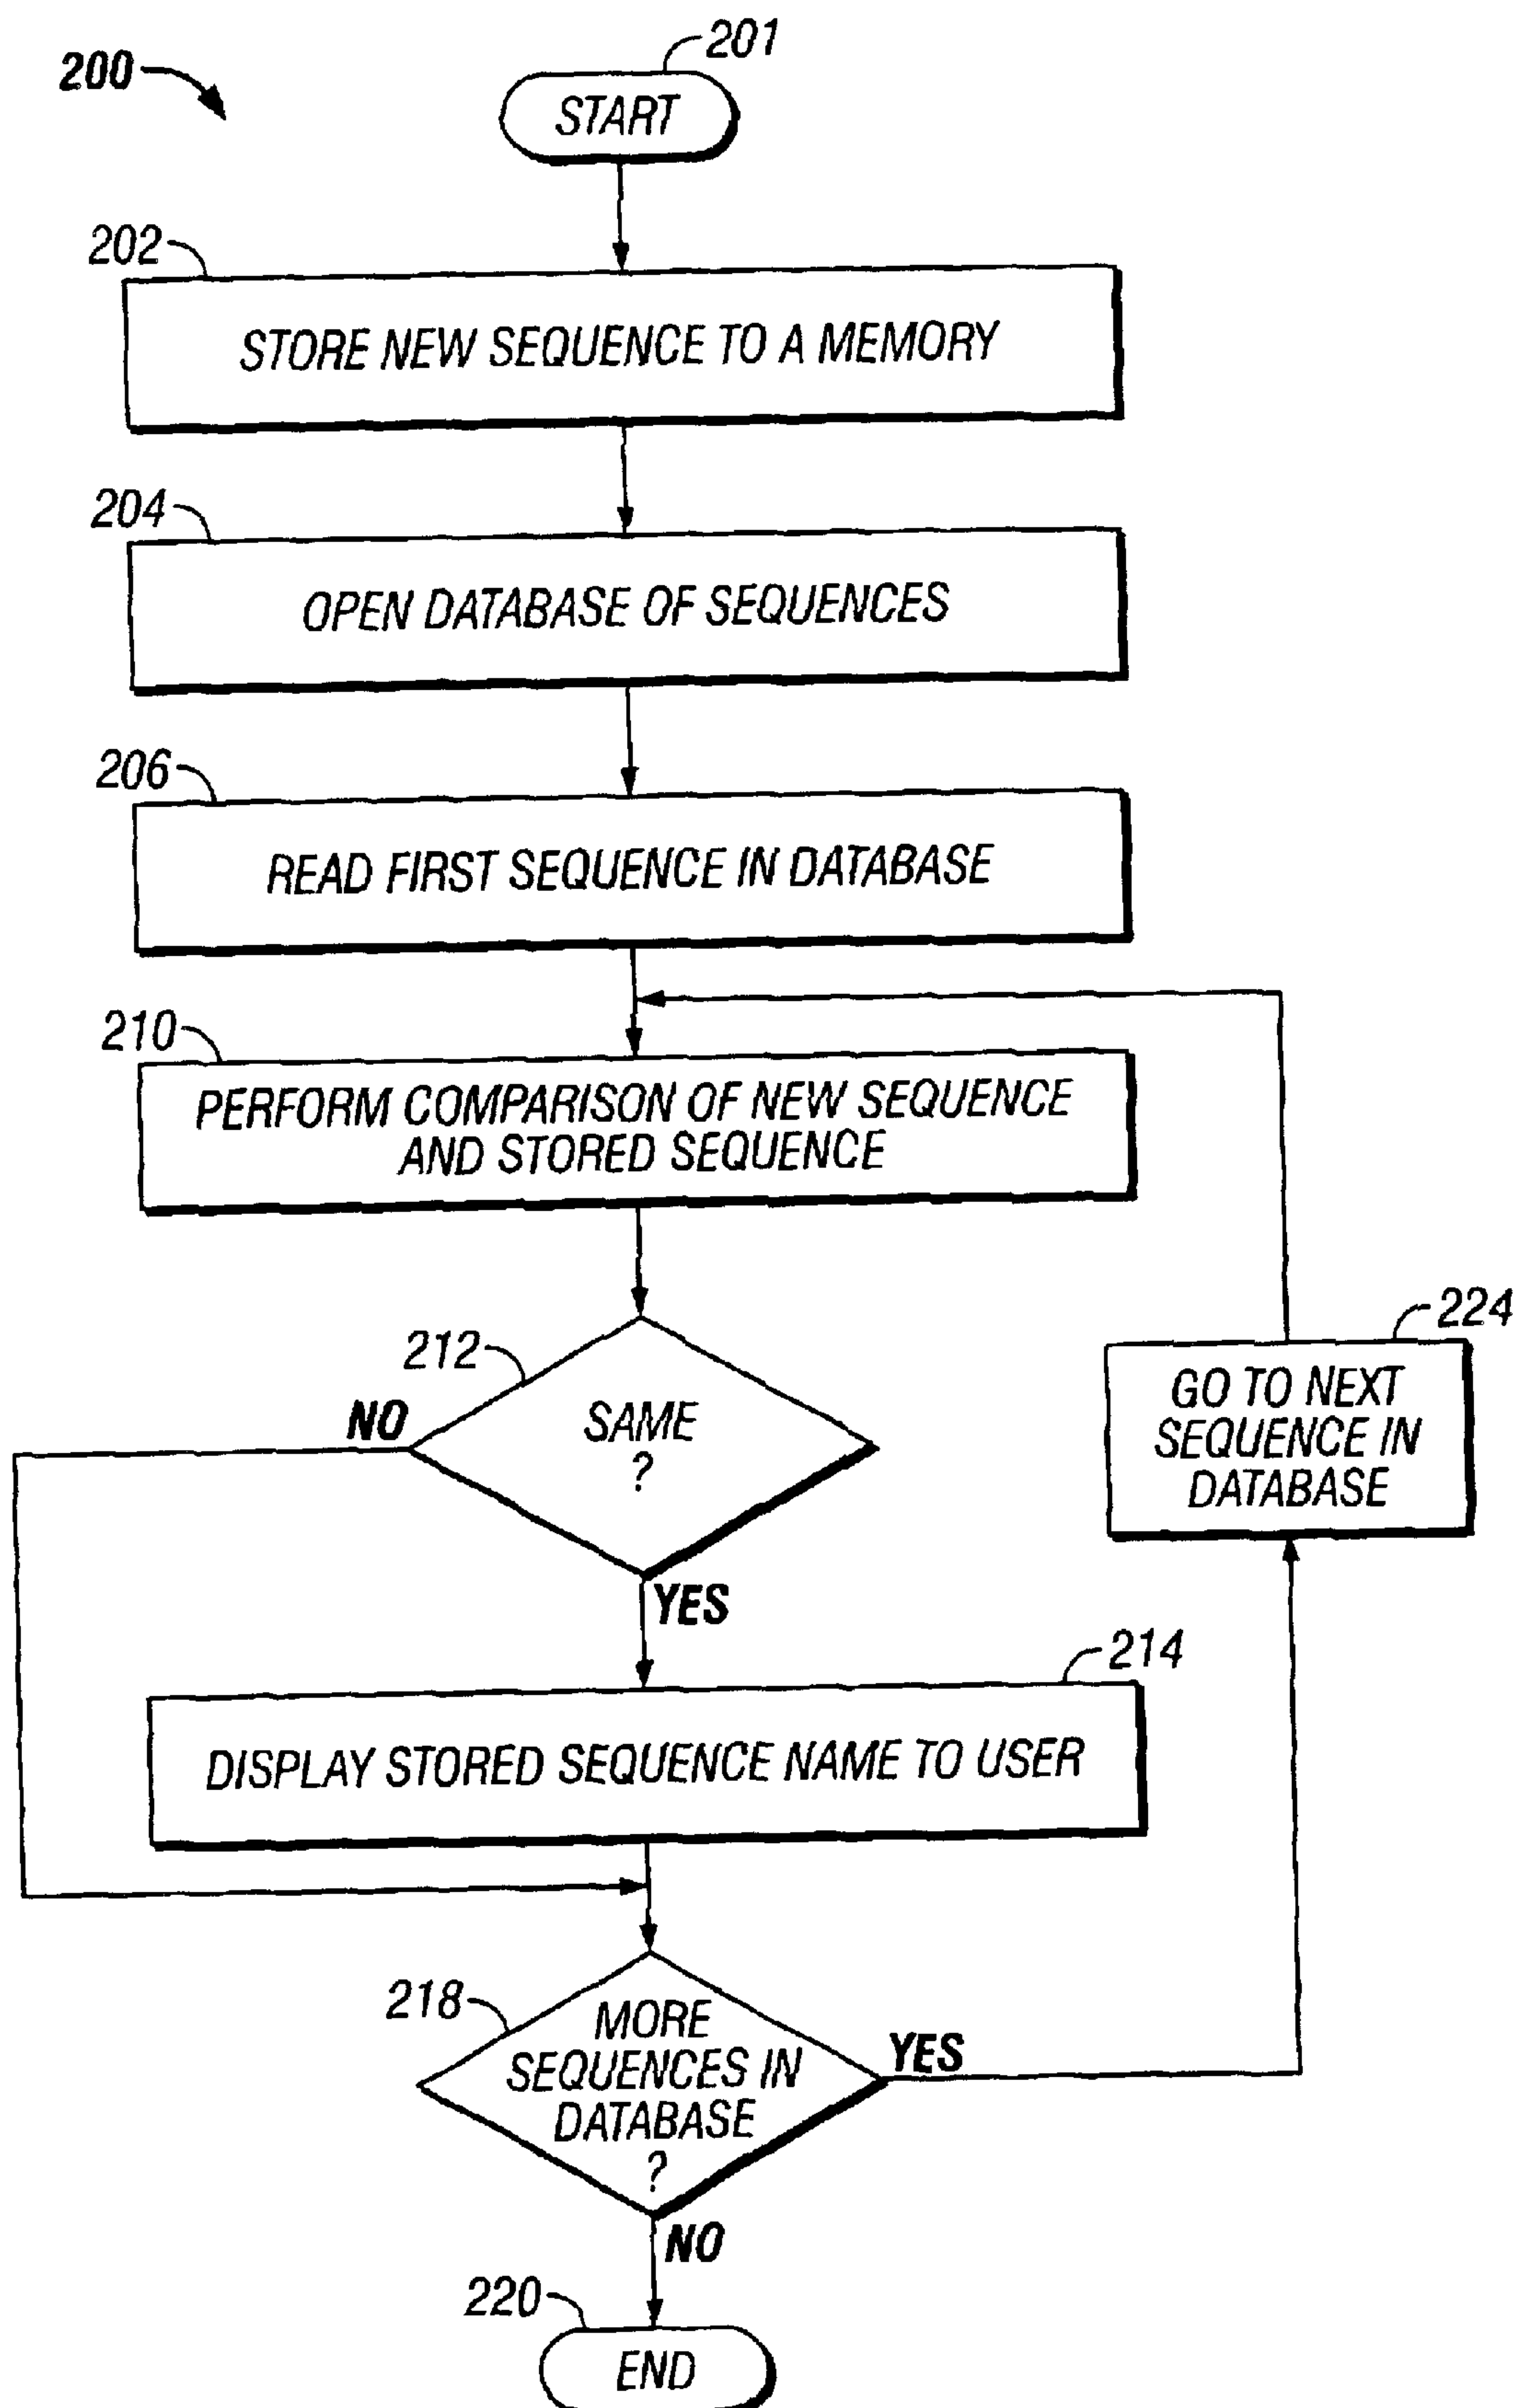 200
201
START
202
STORE NEW SEQUENCE TO A MEMORY
204
OPEN DATABASE OF SEQUENCES
206
READ FIRST SEQUENCE IN DATABASE
210
PERFORM COMPARISON OF NEW SEQUENCE
AND STORED SEQUENCE
212
NO
SAME
?
YES
224
GO TO NEXT
SEQUENCE IN
DATABASE
214
DISPLAY STORED SEQUENCE NAME TO USER
218
MORE
SEQUENCES IN
DATABASE
?
YES
NO
220
END